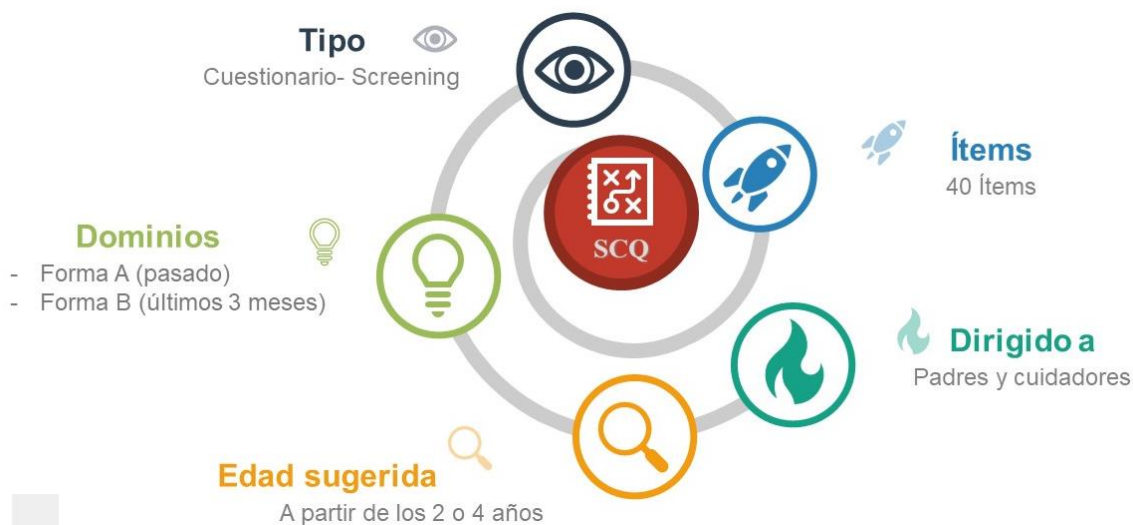 Tipo
Cuestionario- Screening
SCQ
Ítems
40 Ítems
Dominios
- Forma A (pasado)
- Forma B (últimos 3 meses)
Dirigido a
Padres y cuidadores
Edad sugerida
A partir de los 2 o 4 años